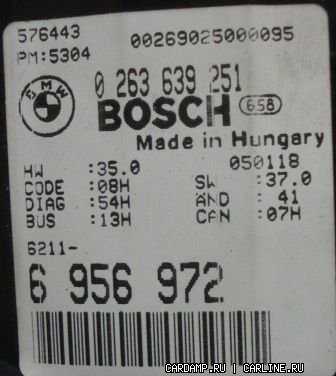 576443 00269025000095
PM:5304
BMW
0 263 639 251
BOSCH 658
Made in Hungary
050118
HW :35.0 SW :37.0
CODE :08H ÄND : 41
DIAG :54H CAN :07H
BUS :13H
6211-
6 956 972
CARDAMP.RU | CARLINE.RU